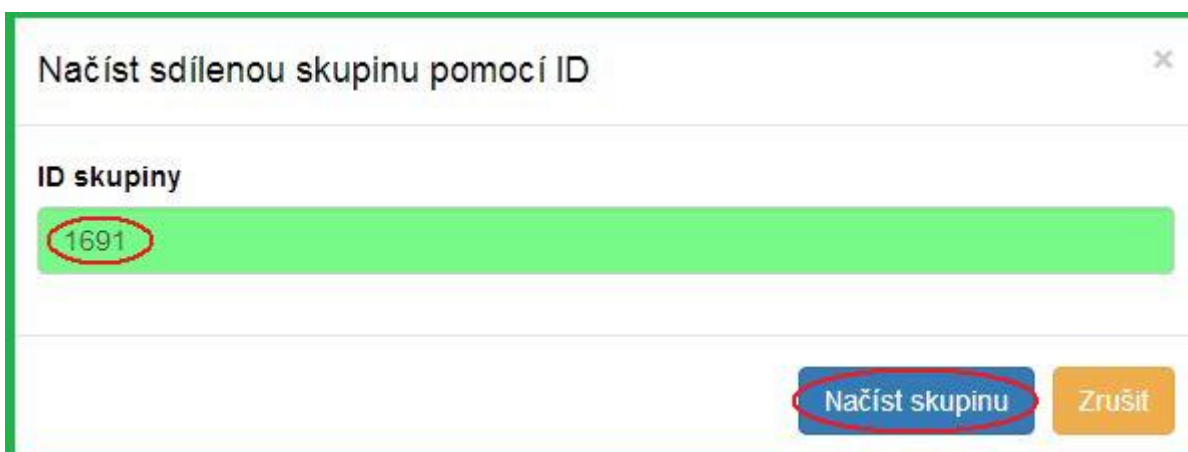 Načíst sdílenou skupinu pomocí ID
×
ID skupiny
1691
Načíst skupinu
Zrušit